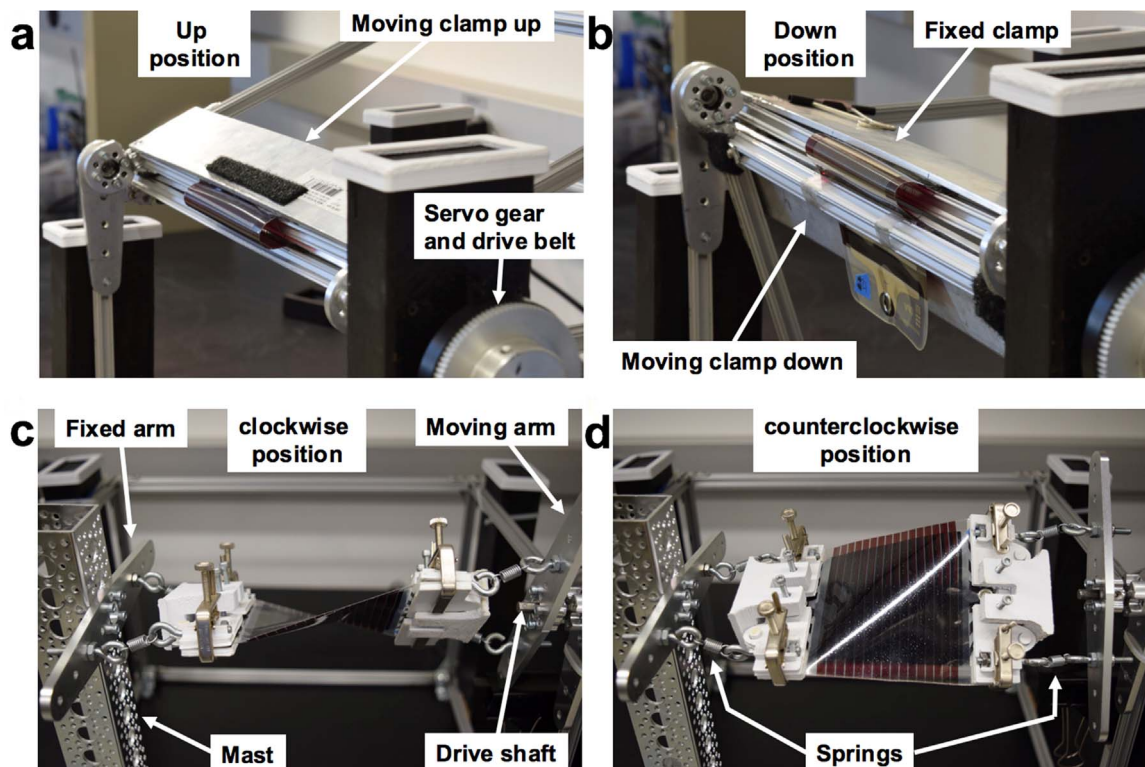 a
Up
position
Moving clamp up
Servo gear
and drive belt
b
Down
position
Fixed clamp
Moving clamp down
c
Fixed arm
clockwise
position
Moving arm
Mast
Drive shaft
d
counterclockwise
position
Springs